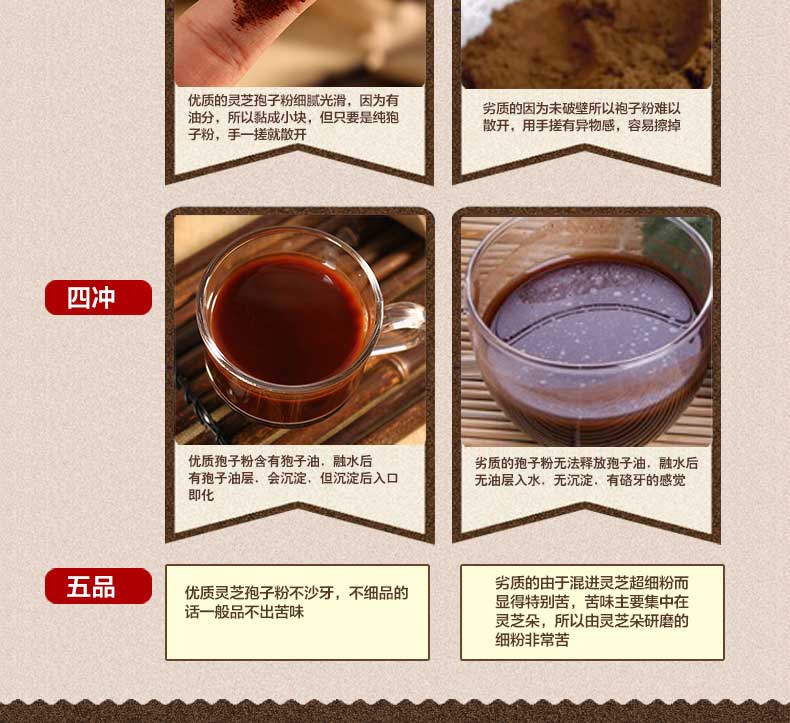 优质的灵芝孢子粉细腻光滑，因为有
油分，所以黏成小块，但只要是纯孢
子粉，手一搓就散开
劣质的因为未破壁所以袍子粉难以
散开，用手搓有异物感，容易擦掉
四冲
优质孢子粉含有孢子油．融水后
有孢子油层．会沉淀．但沉淀后入口
即化
劣质的孢子粉无法释放孢子油．融水后
无油层入水．无沉淀．有硌牙的感觉
五品
优质灵芝孢子粉不沙牙，不细品的
话一般品不出苦味
劣质的由于混进灵芝超细粉而
显得特别苦，苦味主要集中在
灵芝朵，所以由灵芝朵研磨的
细粉非常苦